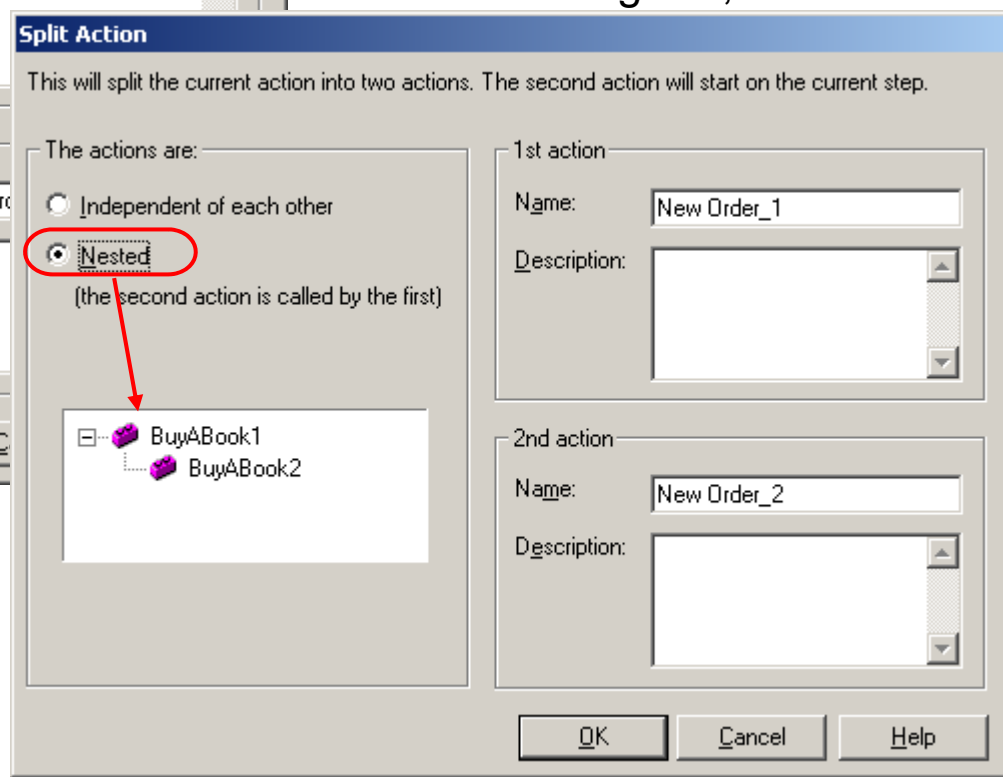 Split Action
This will split the current action into two actions. The second action will start on the current step.
The actions are:
Independent of each other
Nested
(the second action is called by the first)
BuyABook1
BuyABook2
1st action
Name: New Order_1
Description:
2nd action
Name: New Order_2
Description:
OK Cancel Help